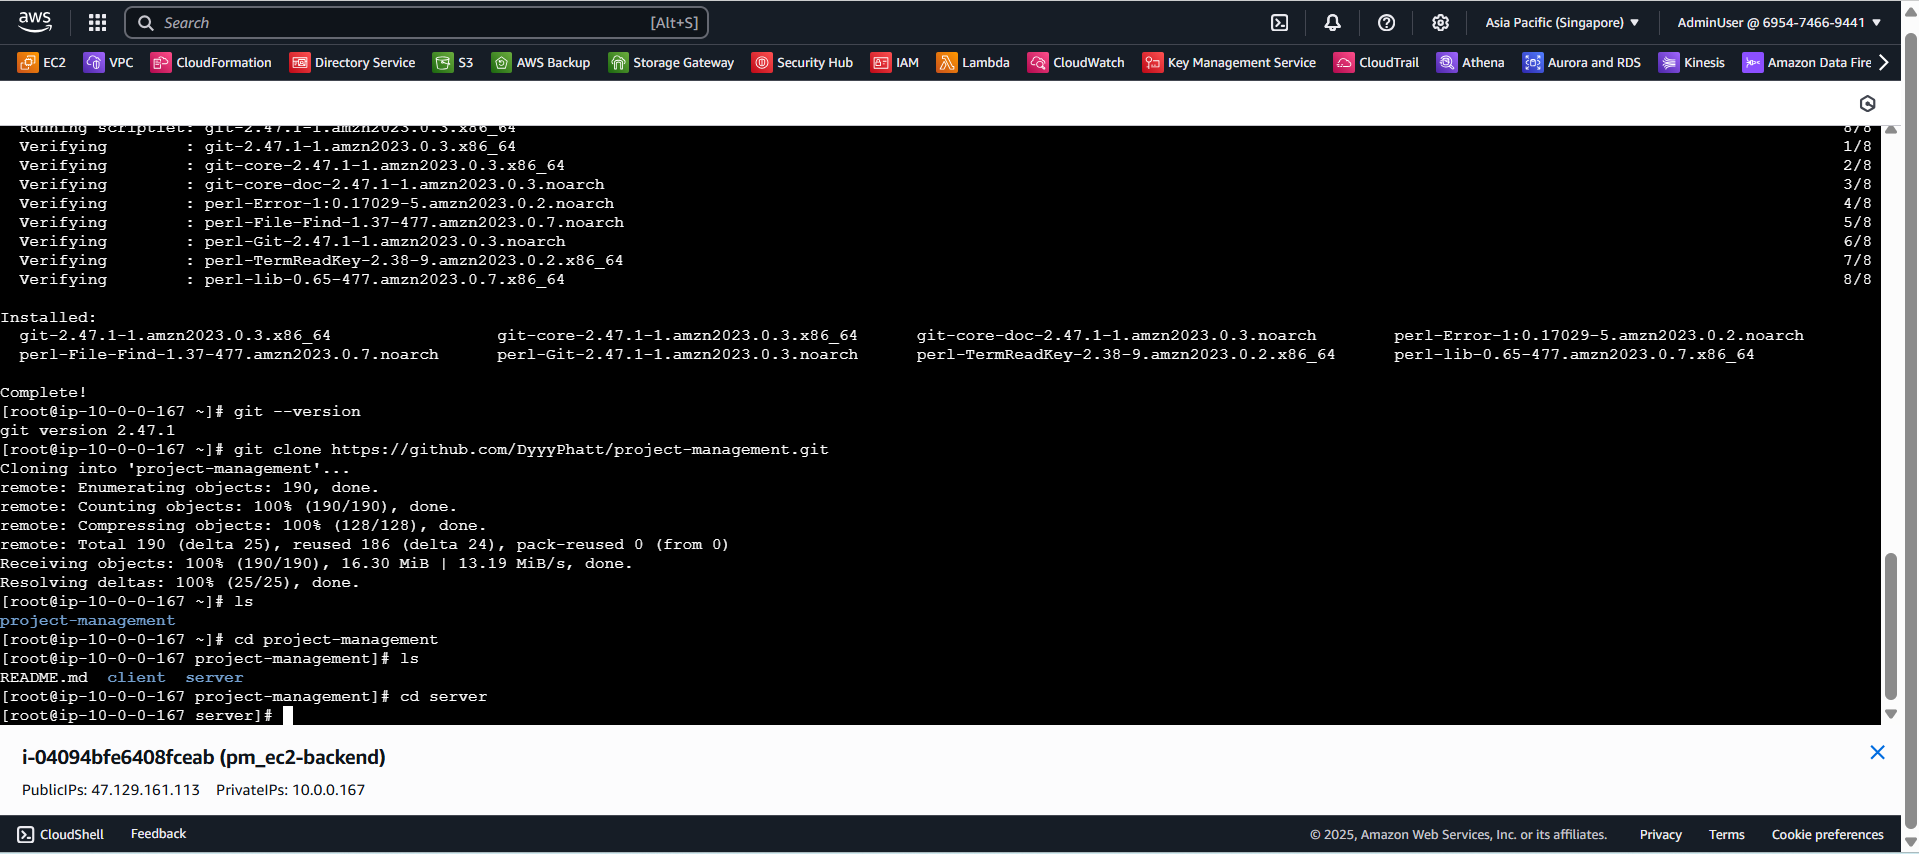 aws Search [Alt+S] Asia Pacific (Singapore) AdminUser @ 6954-7466-9441
EC2 VPC CloudFormation Directory Service S3 AWS Backup Storage Gateway Security Hub IAM Lambda CloudWatch Key Management Service CloudTrail Athena Aurora and RDS Kinesis Amazon Data Fire
Running scriptlet: git-2.47.1-1.amzn2023.0.3.x86_64 8/8
Verifying : git-2.47.1-1.amzn2023.0.3.x86_64 1/8
Verifying : git-core-2.47.1-1.amzn2023.0.3.x86_64 2/8
Verifying : git-core-doc-2.47.1-1.amzn2023.0.3.noarch 3/8
Verifying : perl-Error-1:0.17029-5.amzn2023.0.2.noarch 4/8
Verifying : perl-File-Find-1.37-477.amzn2023.0.7.noarch 5/8
Verifying : perl-Git-2.47.1-1.amzn2023.0.3.noarch 6/8
Verifying : perl-TermReadKey-2.38-9.amzn2023.0.2.x86_64 7/8
Verifying : perl-lib-0.65-477.amzn2023.0.7.x86_64 8/8
Installed:
git-2.47.1-1.amzn2023.0.3.x86_64 git-core-2.47.1-1.amzn2023.0.3.x86_64 git-core-doc-2.47.1-1.amzn2023.0.3.noarch perl-Error-1:0.17029-5.amzn2023.0.2.noarch
perl-File-Find-1.37-477.amzn2023.0.7.noarch perl-Git-2.47.1-1.amzn2023.0.3.noarch perl-TermReadKey-2.38-9.amzn2023.0.2.x86_64 perl-lib-0.65-477.amzn2023.0.7.x86_64
Complete!
[root@ip-10-0-0-167 ~]# git --version
git version 2.47.1
[root@ip-10-0-0-167 ~]# git clone https://github.com/DyyyPhatt/project-management.git
Cloning into 'project-management'...
remote: Enumerating objects: 190, done.
remote: Counting objects: 100% (190/190), done.
remote: Compressing objects: 100% (128/128), done.
remote: Total 190 (delta 25), reused 186 (delta 24), pack-reused 0 (from 0)
Receiving objects: 100% (190/190), 16.30 MiB | 13.19 MiB/s, done.
Resolving deltas: 100% (25/25), done.
[root@ip-10-0-0-167 ~]# ls
project-management
[root@ip-10-0-0-167 ~]# cd project-management
[root@ip-10-0-0-167 project-management]# ls
README.md client server
[root@ip-10-0-0-167 project-management]# cd server
[root@ip-10-0-0-167 server]#
i-04094bfe6408fceab (pm_ec2-backend)
PublicIPs: 47.129.161.113 PrivateIPs: 10.0.0.167
CloudShell Feedback © 2025, Amazon Web Services, Inc. or its affiliates. Privacy Terms Cookie preferences